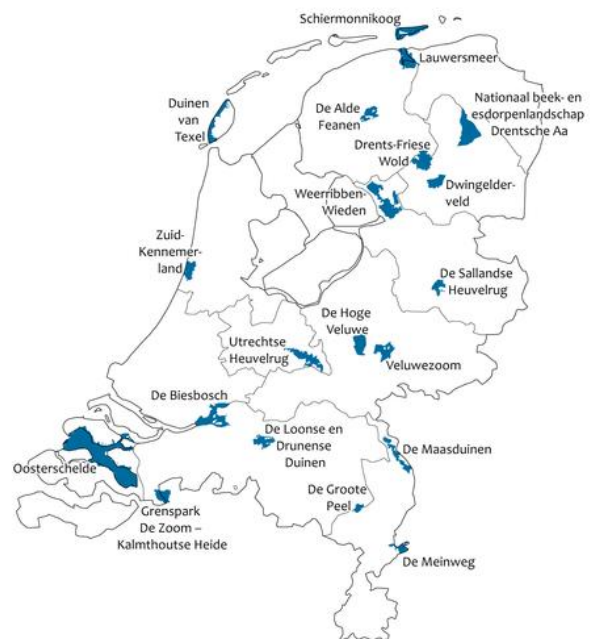 Schiermonnikoog
Lauwersmeer
Duinen
van
Texel
De Alde
Feanen
Nationaal beek- en
esdorpenlandschap
Drentsche Aa
Drents-Friese
Wold
Dwingelder-
veld
Weerribben-
Wieden
Zuid-
Kennemer-
land
De Sallandse
Heuvelrug
De Hoge
Veluwe
Utrechtse
Heuvelrug
Veluwezoom
De Biesbosch
De Loonse en
Drunense
Duinen
De Maasduinen
Oosterschelde
De Groote
Peel
Grenspark
De Zoom –
Kalmthoutse Heide
De Meinweg